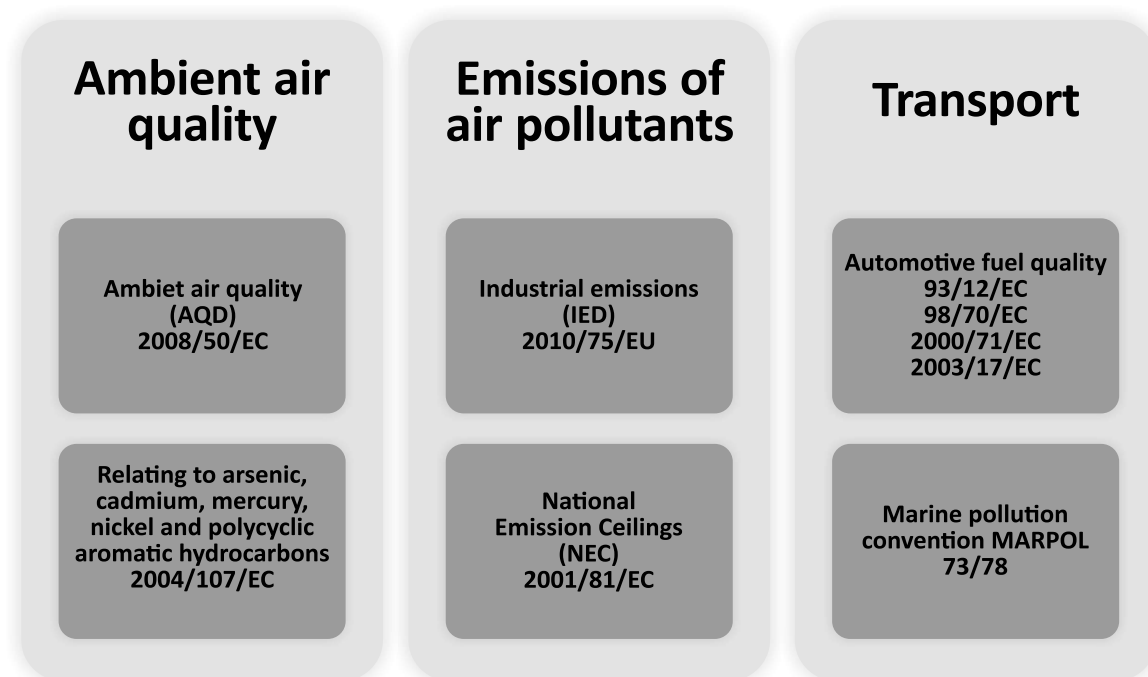 Ambient air
quality
Ambiet air quality
(AQD)
2008/50/EC
Relating to arsenic,
cadmium, mercury,
nickel and polycyclic
aromatic hydrocarbons
2004/107/EC
Emissions of
air pollutants
Industrial emissions
(IED)
2010/75/EU
National
Emission Ceilings
(NEC)
2001/81/EC
Transport
Automotive fuel quality
93/12/EC
98/70/EC
2000/71/EC
2003/17/EC
Marine pollution
convention MARPOL
73/78